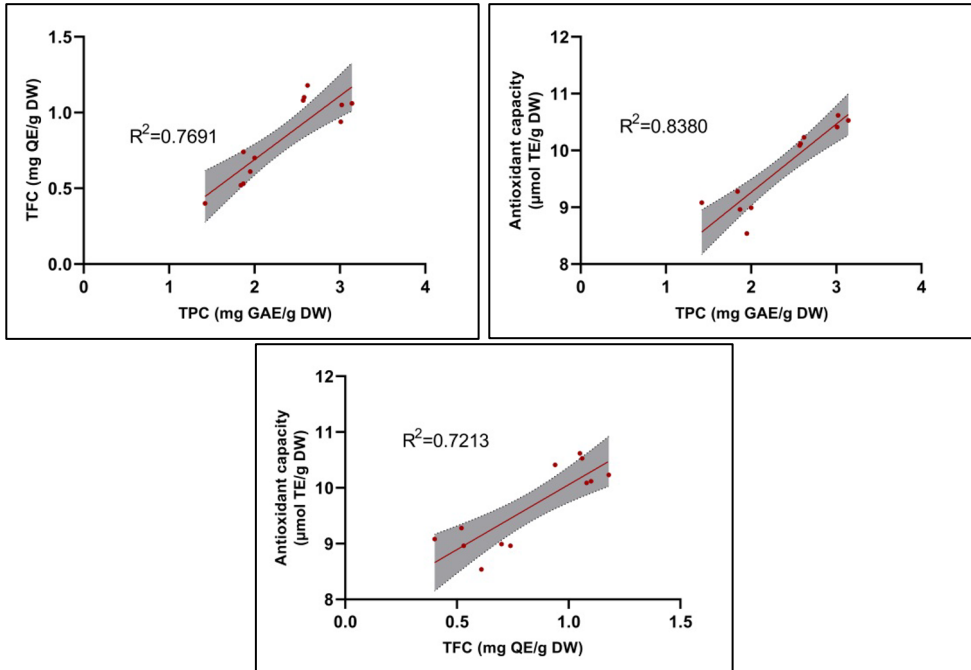 1.5
1.0
0.5
0.0
TFC (mg QE/g DW)
R²=0.7691
0 1 2 3 4
TPC (mg GAE/g DW)
12
11
10
9
8
Antioxidant capacity
(µmol TE/g DW)
R²=0.8380
0 1 2 3 4
TPC (mg GAE/g DW)
12
11
10
9
8
Antioxidant capacity
(µmol TE/g DW)
R²=0.7213
0.0 0.5 1.0 1.5
TFC (mg QE/g DW)